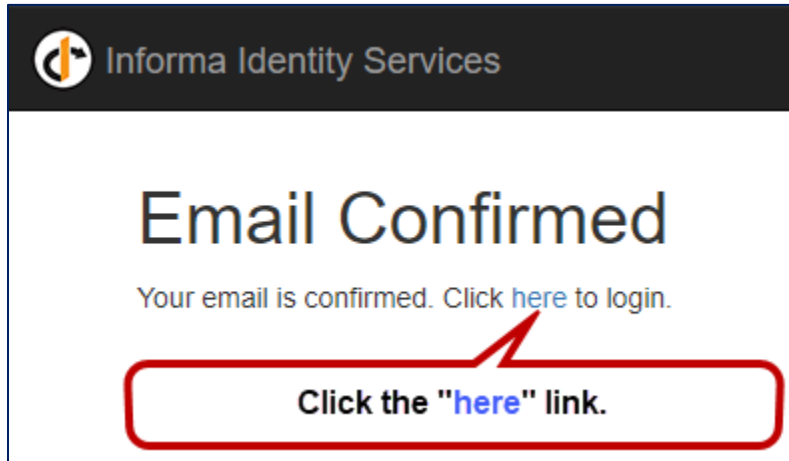 Informa Identity Services
Email Confirmed
Your email is confirmed. Click here to login.
Click the "here" link.